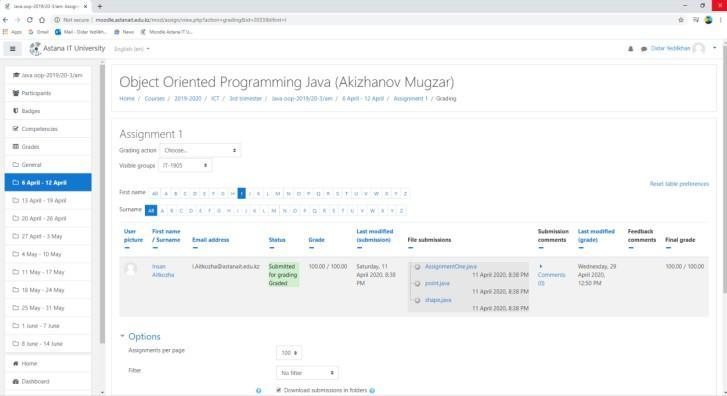 Java oop-2019/20-3/am: Assign
Not secure | moodle.astanait.edu.kz/mod/assign/view.php?action=grading&id=2033&tifirst=I
Apps Gmail Mail - Didar Yedilkh... News Moodle Astana IT U...
Astana IT University English (en)
Didar Yedilkhan
Java oop-2019/20-3/am
Participants
Badges
Competencies
Grades
General
6 April - 12 April
13 April - 19 April
20 April - 26 April
27 April - 3 May
4 May - 10 May
11 May - 17 May
18 May - 24 May
25 May - 31 May
1 June - 7 June
8 June - 14 June
Home
Dashboard
Object Oriented Programming Java (Akizhanov Mugzar)
Home / Courses / 2019-2020 / ICT / 3rd trimester / Java oop-2019/20-3/am / 6 April - 12 April / Assignment 1 / Grading
Assignment 1
Grading action Choose...
Visible groups IT-1905
Reset table preferences
First name All A B C D E F G H I J K L M N O P Q R S T U V W X Y Z
Surname All A B C D E F G H I J K L M N O P Q R S T U V W X Y Z
User picture
First name / Surname
Email address
Status
Grade
Last modified (submission)
File submissions
Submission comments
Last modified (grade)
Feedback comments
Final grade
Insan Aitkozha
I.Aitkozha@astanait.edu.kz
Submitted for grading
Graded
100.00 / 100.00
Saturday, 11 April 2020, 8:38 PM
AssignmentOne.java
11 April 2020, 8:38 PM
point.java
11 April 2020, 8:38 PM
shape.java
11 April 2020, 8:38 PM
Comments (0)
Wednesday, 29 April 2020, 12:50 PM
100.00 / 100.00
Options
Assignments per page 100
Filter No filter
Download submissions in folders